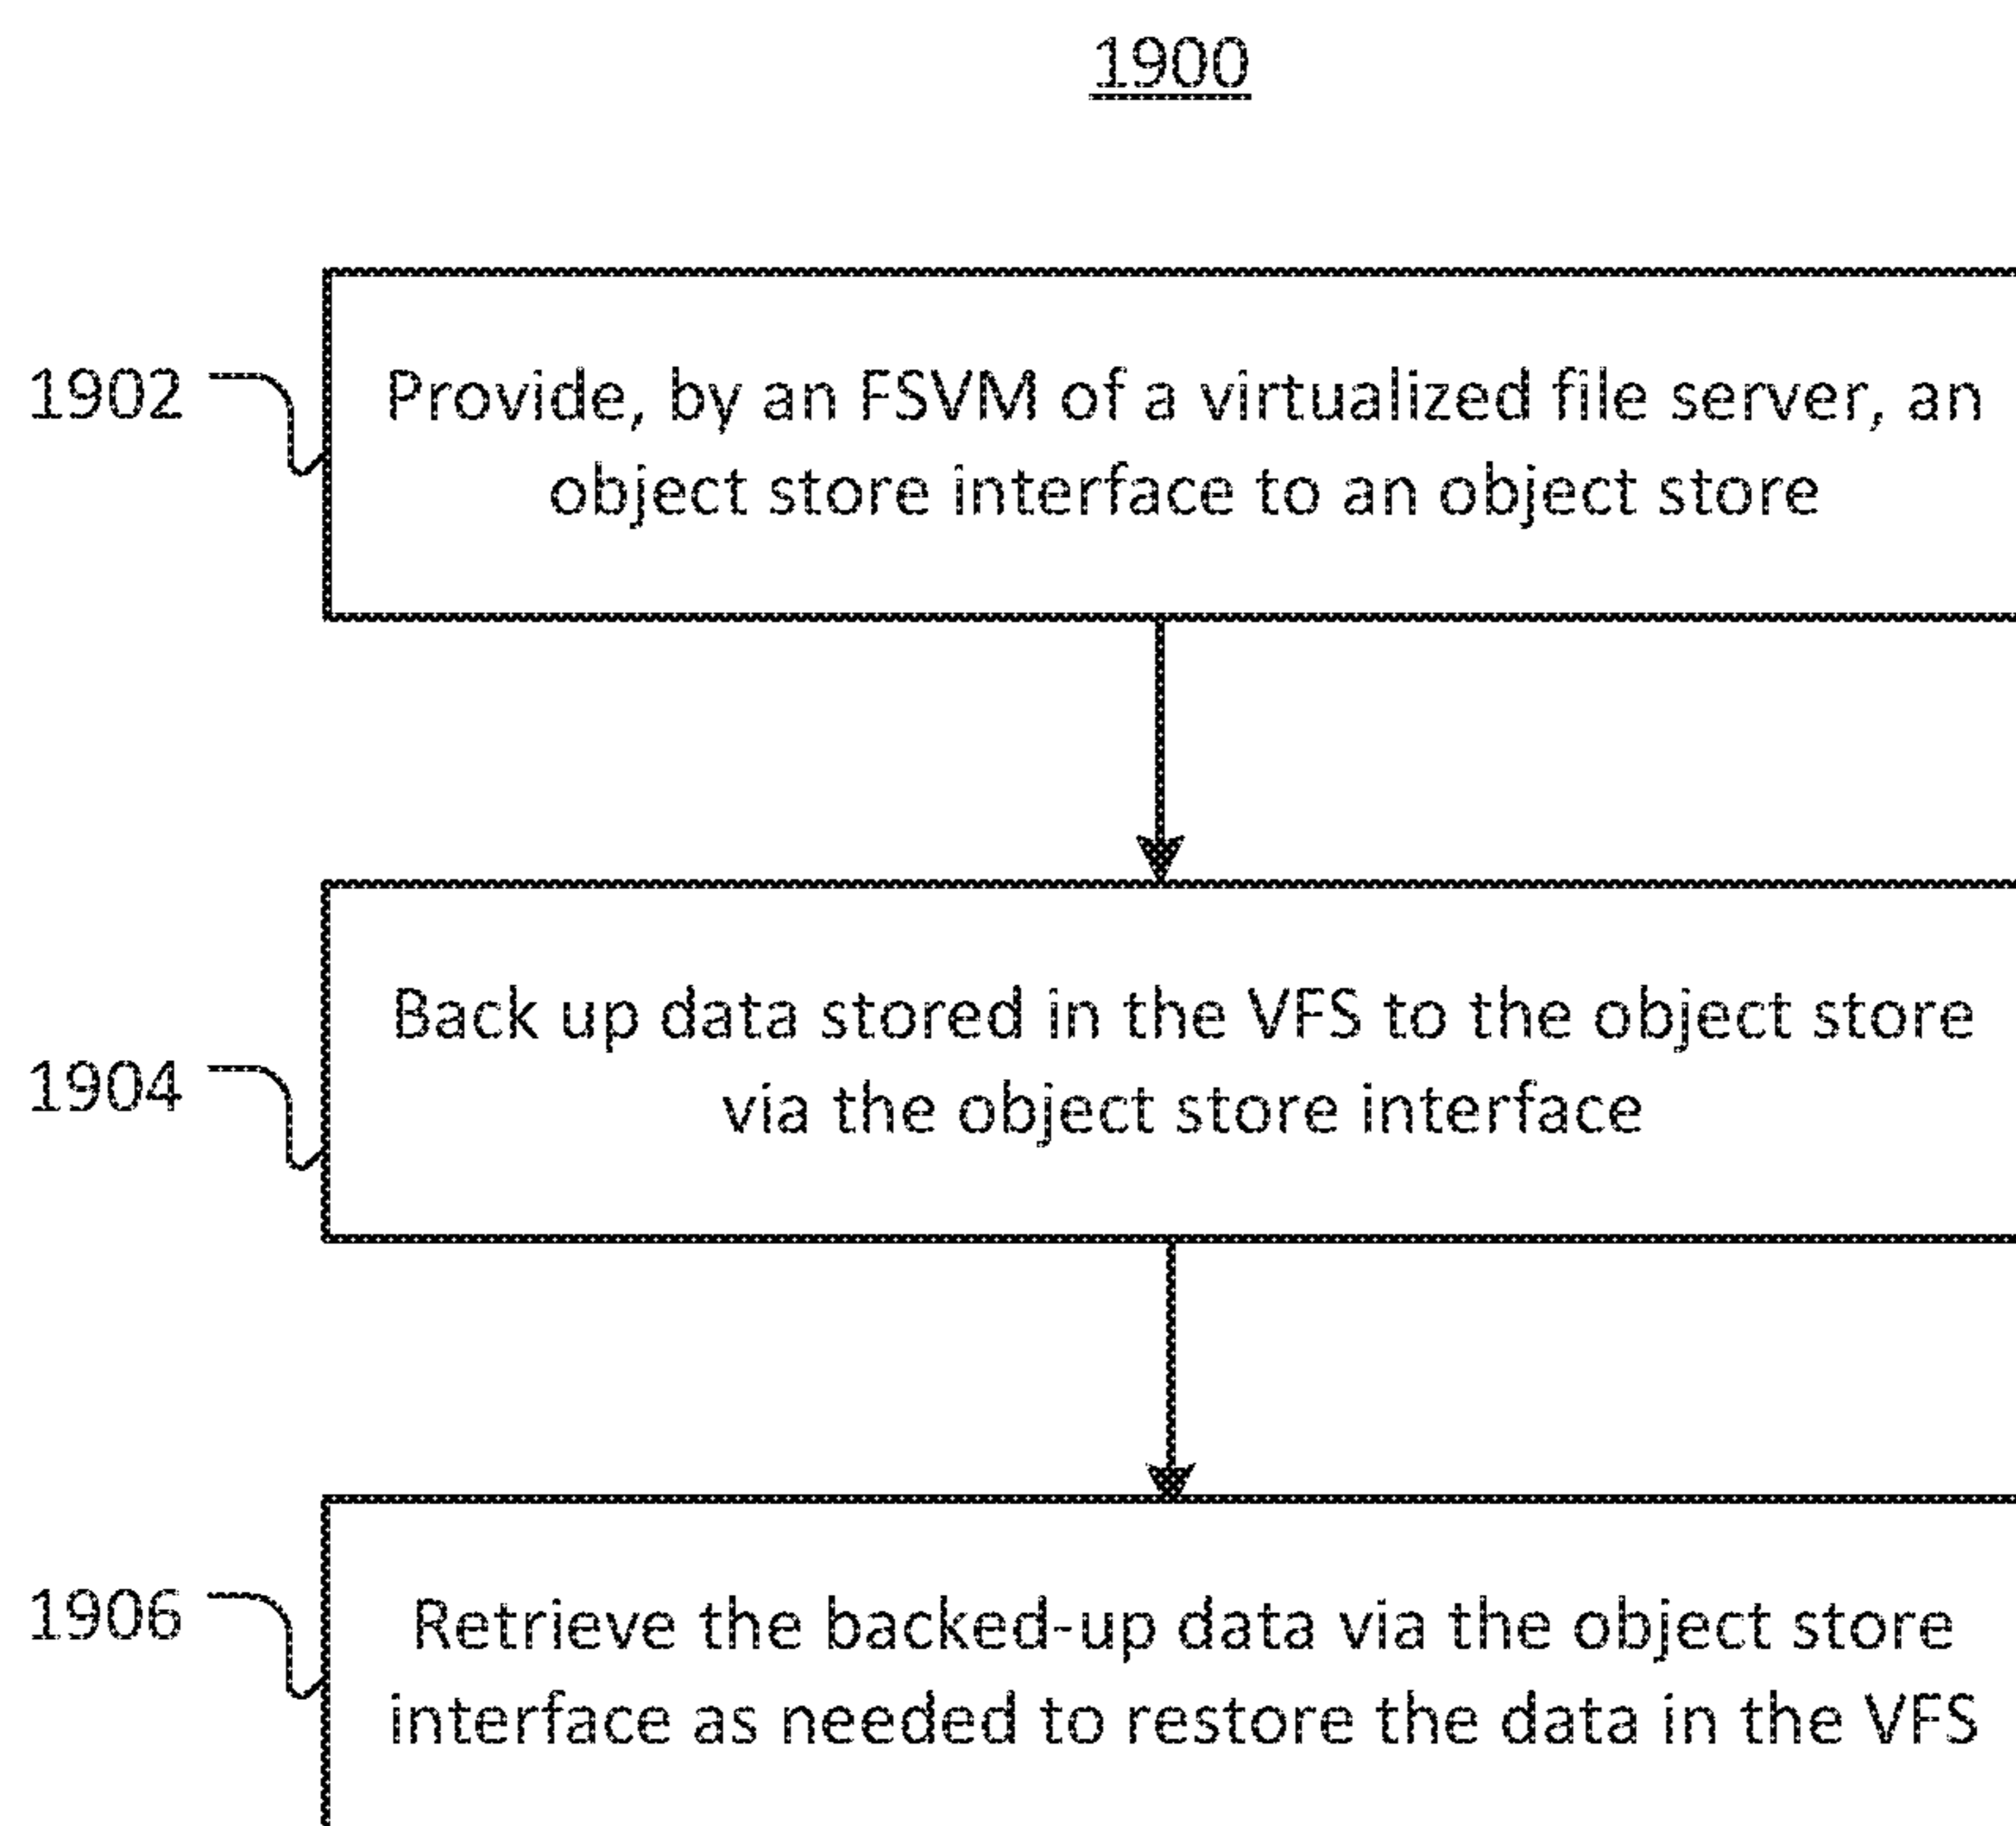 1900
1902
Provide, by an FSVM of a virtualized file server, an
object store interface to an object store
1904
Back up data stored in the VFS to the object store
via the object store interface
1906
Retrieve the backed-up data via the object store
interface as needed to restore the data in the VFS